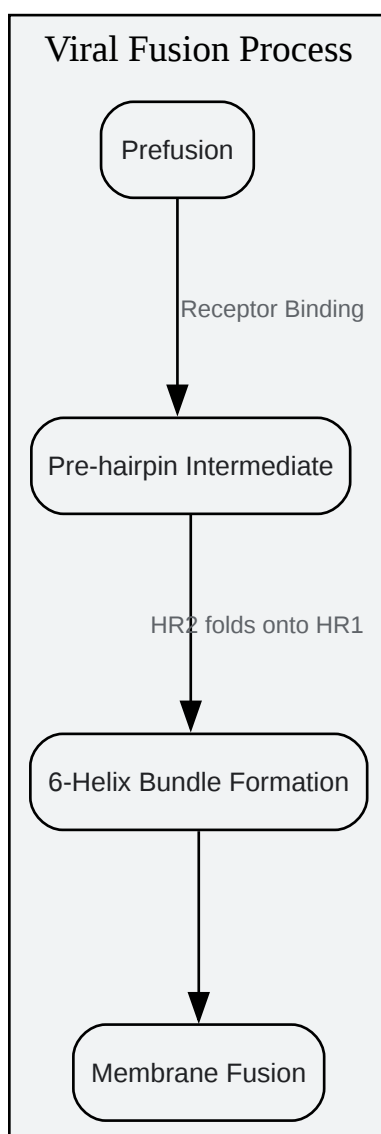 Viral Fusion Process
Prefusion
Receptor Binding
Pre-hairpin Intermediate
HR2 folds onto HR1
6-Helix Bundle Formation
Membrane Fusion